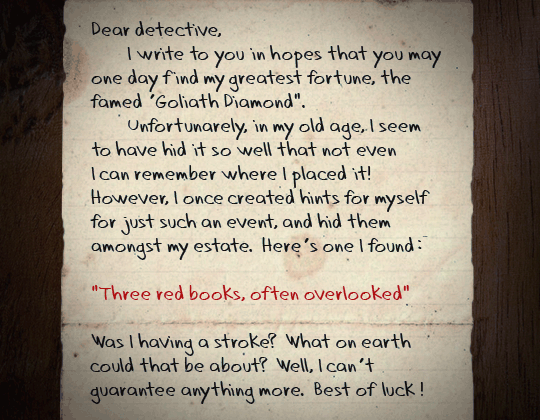 Dear detective,
I write to you in hopes that you may
one day find my greatest fortune, the
famed 'Goliath Diamond".
Unfortunarely, in my old age, I seem
to have hid it so well that not even
I can remember where I placed it!
However, I once created hints for myself
for just such an event, and hid them
amongst my estate. Here's one I found:
"Three red books, often overlooked"
Was I having a stroke? What on earth
could that be about? Well, I can't
guarantee anything more. Best of luck!